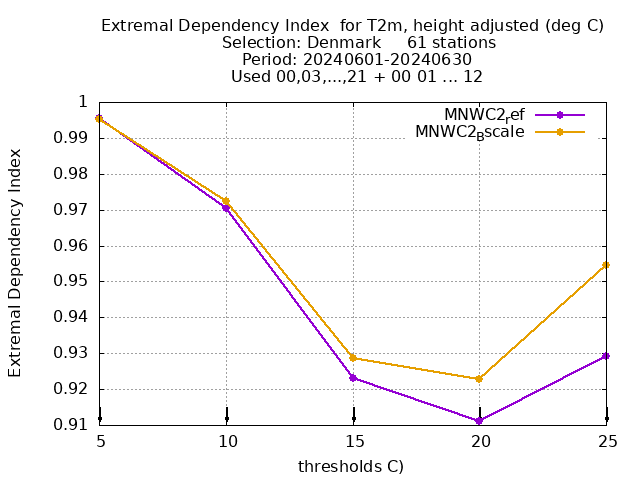 Extremal Dependency Index  for T2m, height adjusted (deg C)
Selection: Denmark     61 stations
Period: 20240601-20240630
Used 00,03,...,21 + 00 01 ... 12
MNWC2ref
MNWC2Bscale
1
0.99
0.98
0.97
0.96
0.95
0.94
0.93
0.92
0.91
5
10
15
20
25
Extremal Dependency Index
thresholds C)